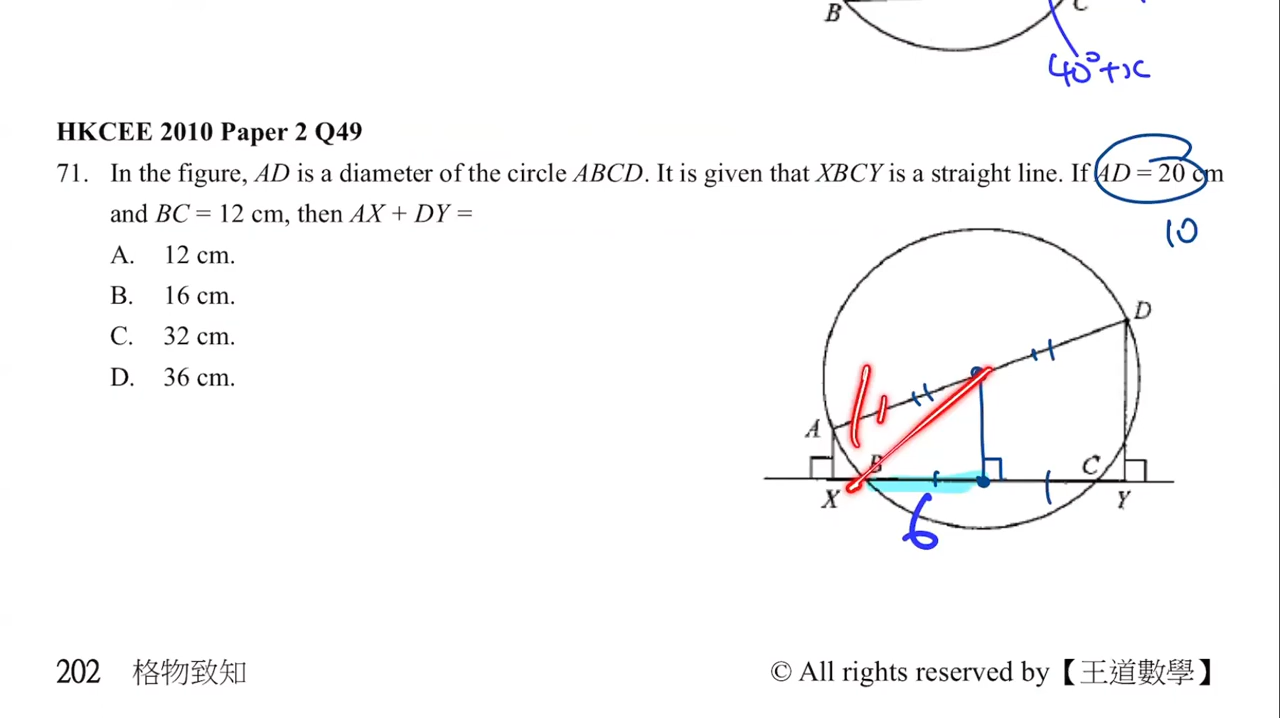 B
C
40°+x
HKCEE 2010 Paper 2 Q49
71. In the figure, AD is a diameter of the circle ABCD. It is given that XBCY is a straight line. If AD = 20 cm
and BC = 12 cm, then AX + DY =
10
A. 12 cm.
B. 16 cm.
C. 32 cm.
D. 36 cm.
D
A
B
C
X
Y
6
202 格物致知
© All rights reserved by【王道數學】